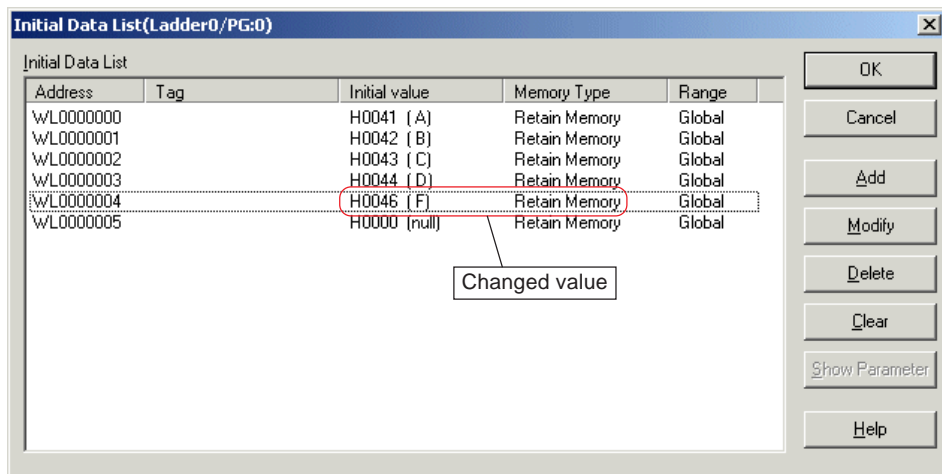 Initial Data List(Ladder0/PG:0)
Initial Data List
Address Tag Initial value Memory Type Range
WL0000000 H0041 (A) Retain Memory Global
WL0000001 H0042 (B) Retain Memory Global
WL0000002 H0043 (C) Retain Memory Global
WL0000003 H0044 (D) Retain Memory Global
WL0000004 H0046 (F) Retain Memory Global
WL0000005 H0000 (null) Retain Memory Global
Changed value
OK
Cancel
Add
Modify
Delete
Clear
Show Parameter
Help